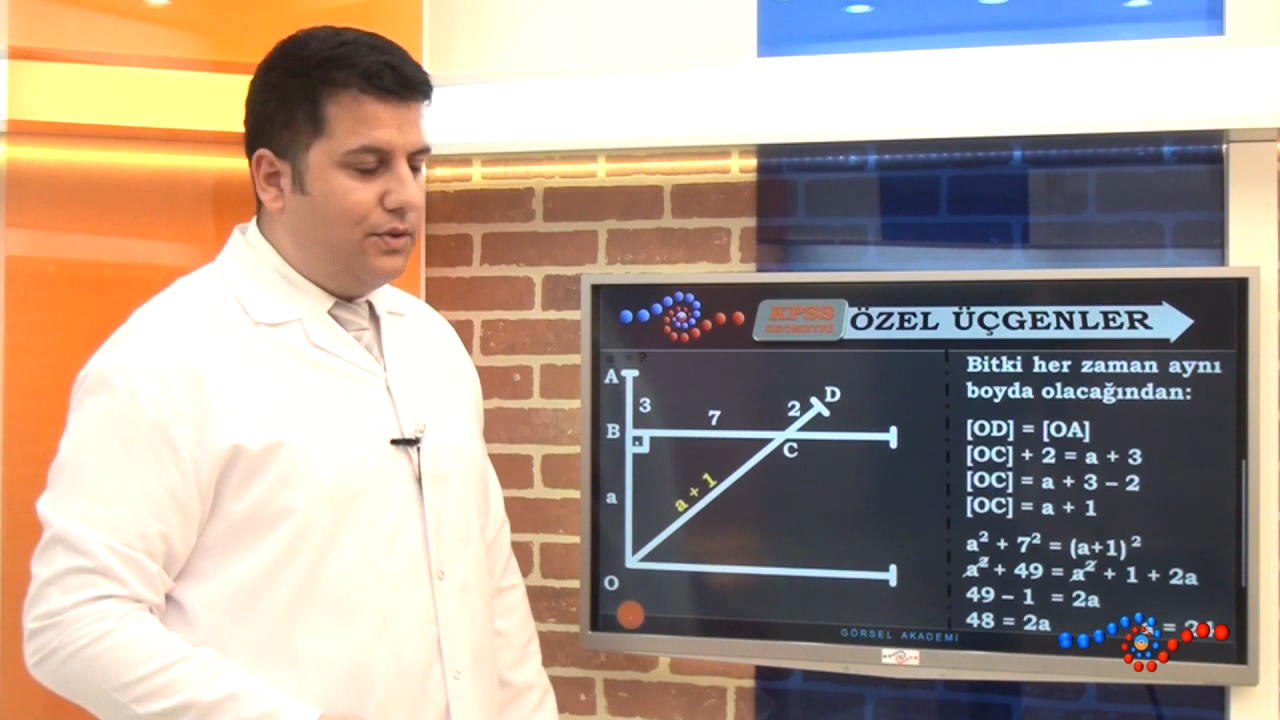 KPSS
GEOMETRİ
ÖZEL ÜÇGENLER
= ?
A
3
7
2
D
B
C
a
a + 1
O
Bitki her zaman aynı
boyda olacağından:
[OD] = [OA]
[OC] + 2 = a + 3
[OC] = a + 3 – 2
[OC] = a + 1
a² + 7² = (a+1)²
a² + 49 = a² + 1 + 2a
49 – 1 = 2a
48 = 2a
GÖRSEL AKADEMİ